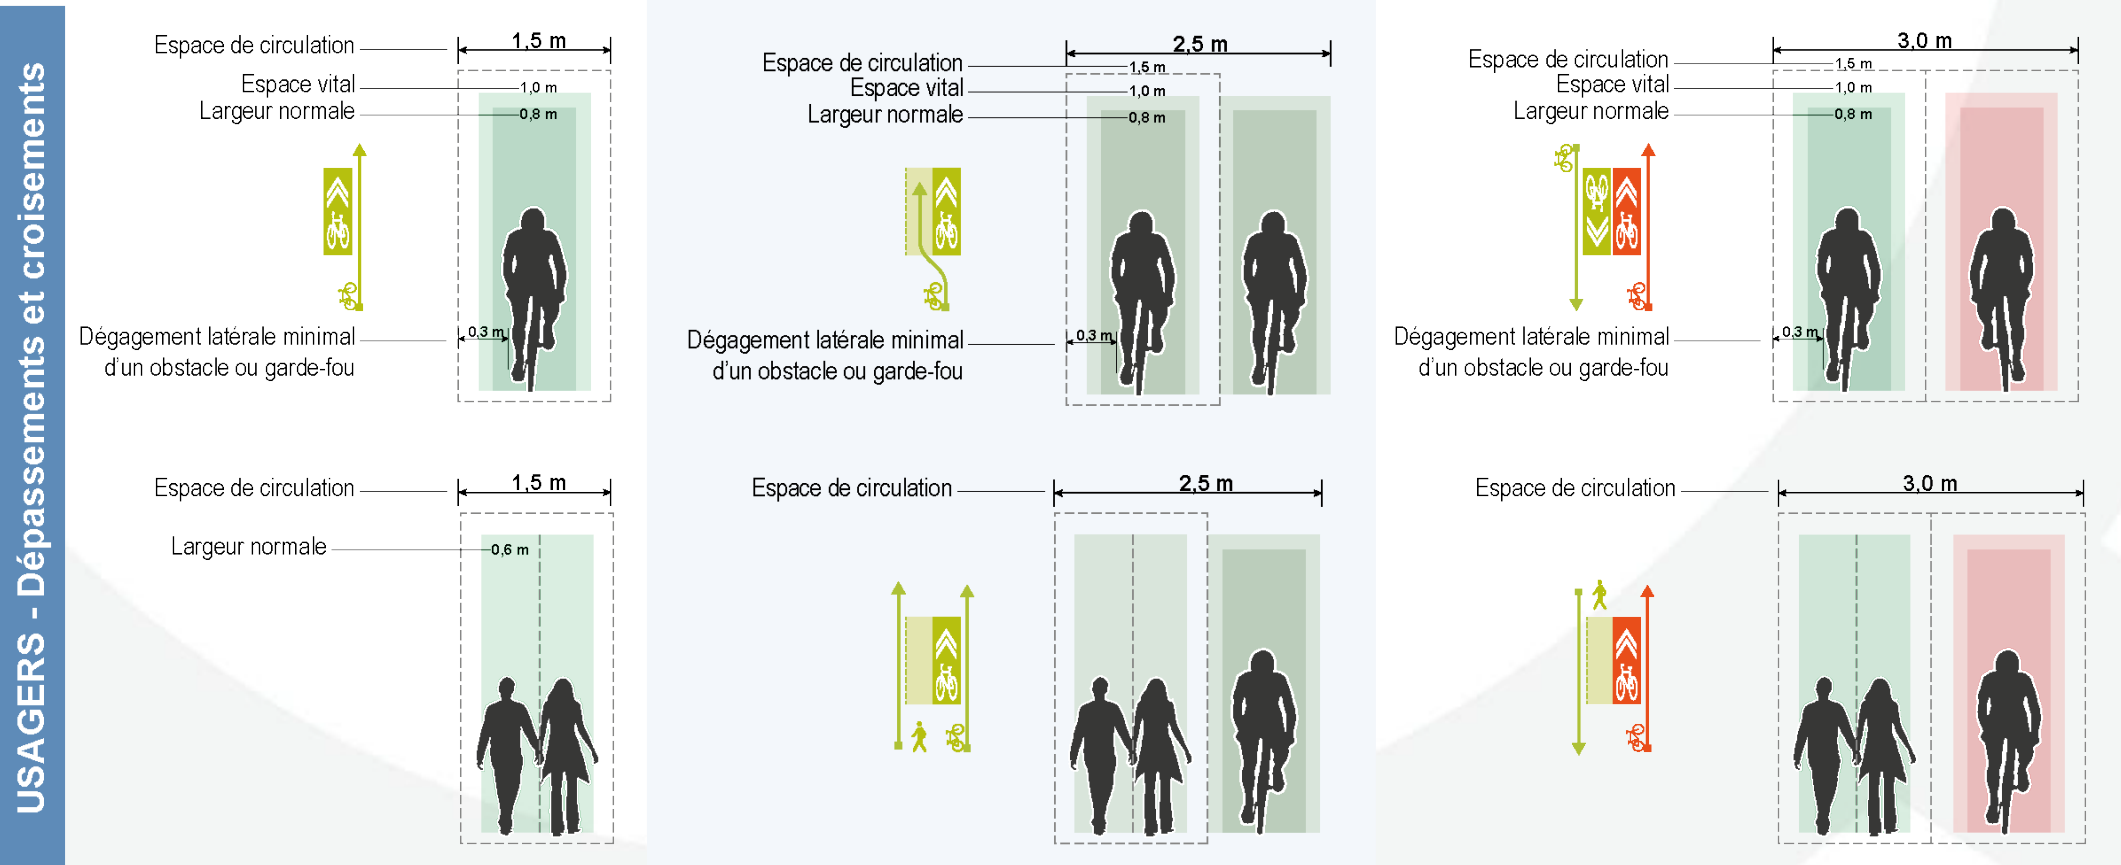 USAGERS - Dépassements et croisements
Espace de circulation
1,5 m
Espace vital
1,0 m
Largeur normale
0,8 m
0,3 m
Dégagement latérale minimal
d'un obstacle ou garde-fou
2,5 m
Espace de circulation
1,5 m
Espace vital
1,0 m
Largeur normale
0,8 m
0,3 m
Dégagement latérale minimal
d'un obstacle ou garde-fou
3,0 m
Espace de circulation
1,5 m
Espace vital
1,0 m
Largeur normale
0,8 m
0,3 m
Dégagement latérale minimal
d'un obstacle ou garde-fou
Espace de circulation
1,5 m
Largeur normale
0,6 m
Espace de circulation
2,5 m
Espace de circulation
3,0 m